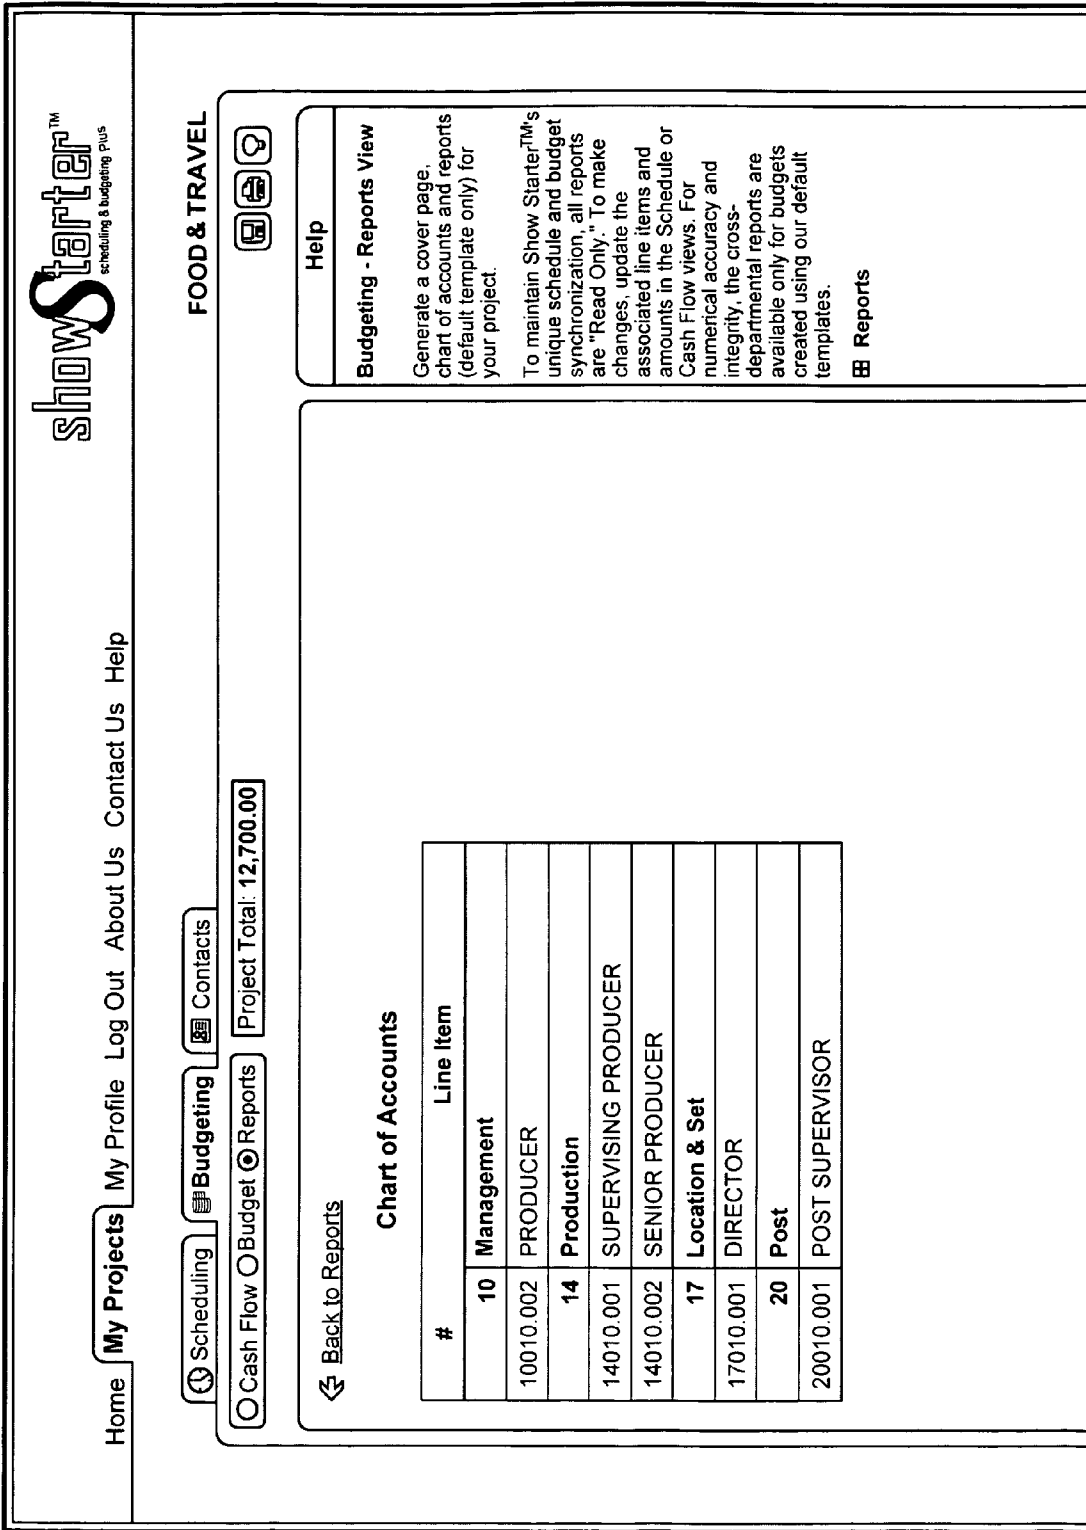 showStarter™
scheduling & budgeting Plus
Home My Projects My Profile Log Out About Us Contact Us Help
FOOD & TRAVEL
Scheduling Budgeting Contacts
Cash Flow Budget Reports Project Total: 12,700.00
Back to Reports
Chart of Accounts
# Line Item
10 Management
10010.002 PRODUCER
14 Production
14010.001 SUPERVISING PRODUCER
14010.002 SENIOR PRODUCER
17 Location & Set
17010.001 DIRECTOR
20 Post
20010.001 POST SUPERVISOR
Help
Budgeting - Reports View
Generate a cover page,
chart of accounts and reports
(default template only) for
your project.
To maintain Show Starter™'s
unique schedule and budget
synchronization, all reports
are "Read Only." To make
changes, update the
associated line items and
amounts in the Schedule or
Cash Flow views. For
numerical accuracy and
integrity, the cross-
departmental reports are
available only for budgets
created using our default
templates.
Reports